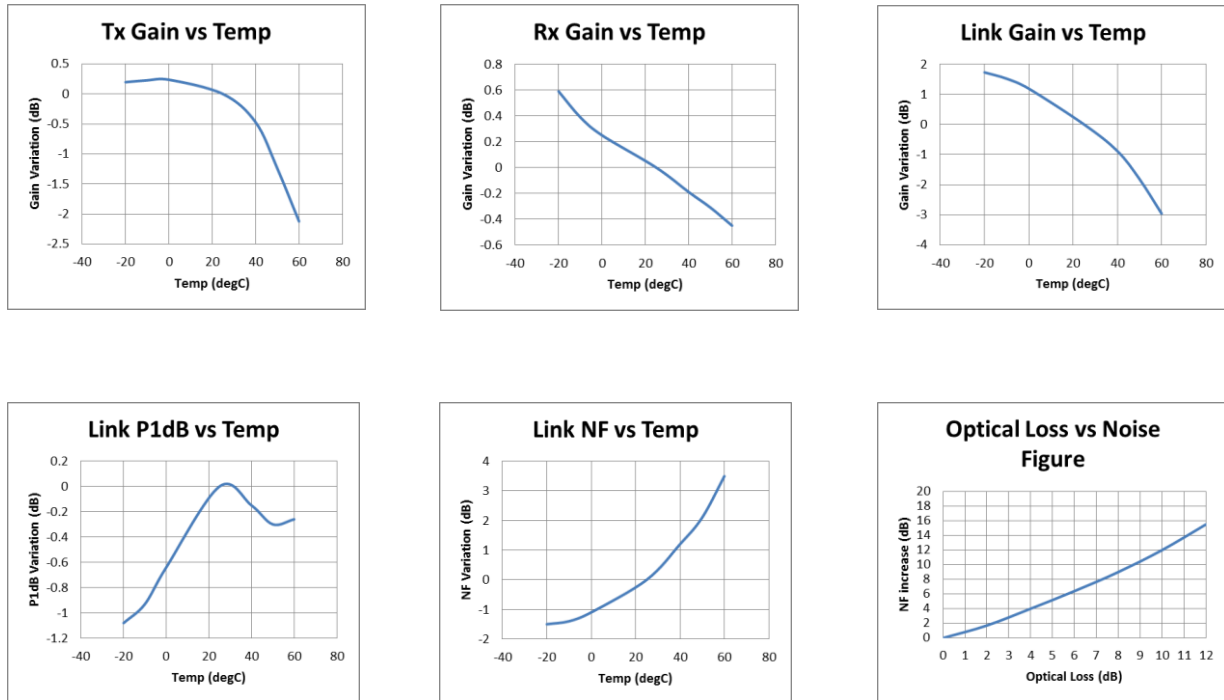 Tx Gain vs Temp
0.5
0
-0.5
-1
-1.5
-2
-2.5
Gain Variation (dB)
-40 -20 0 20 40 60 80
Temp (degC)
Rx Gain vs Temp
0.8
0.6
0.4
0.2
0
-0.2
-0.4
-0.6
Gain Variation (dB)
-40 -20 0 20 40 60 80
Temp (degC)
Link Gain vs Temp
2
1
0
-1
-2
-3
-4
Gain Variation (dB)
-40 -20 0 20 40 60 80
Temp (degC)
Link P1dB vs Temp
0.2
0
-0.2
-0.4
-0.6
-0.8
-1
-1.2
P1dB Variation (dB)
-40 -20 0 20 40 60 80
Temp (degC)
Link NF vs Temp
4
3
2
1
0
-1
-2
NF Variation (dB)
-40 -20 0 20 40 60 80
Temp (degC)
Optical Loss vs Noise
Figure
20
18
16
14
12
10
8
6
4
2
0
NF increase (dB)
0 1 2 3 4 5 6 7 8 9 10 11 12
Optical Loss (dB)